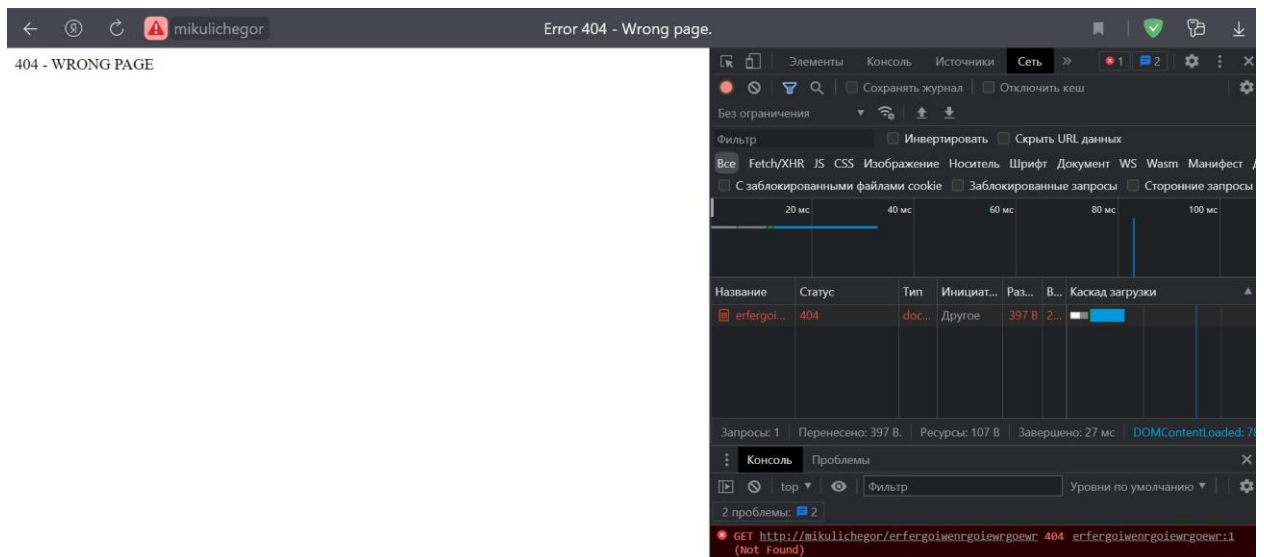 mikulichegor
Error 404 - Wrong page.
404 - WRONG PAGE
Элементы Консоль Источники Сеть » 1 2
Сохранять журнал Отключить кеш
Без ограничения
Фильтр Инвертировать Скрыть URL данных
Все Fetch/XHR JS CSS Изображение Носитель Шрифт Документ WS Wasm Манифест
С заблокированными файлами cookie Заблокированные запросы Сторонние запросы
20 мс 40 мс 60 мс 80 мс 100 мс
Название Статус Тип Инициат... Раз... В... Каскад загрузки
erfergoi... 404 doc... Другое 397 B 2...
Запросы: 1 Перенесено: 397 B. Ресурсы: 107 B Завершено: 27 мс DOMContentLoaded: 78
Консоль Проблемы
top Фильтр Уровни по умолчанию
2 проблемы: 2
GET http://mikulichegor/erfergoiwenrgoiewrgoewr 404 erfergoiwenrgoiewrgoewr:1
(Not Found)